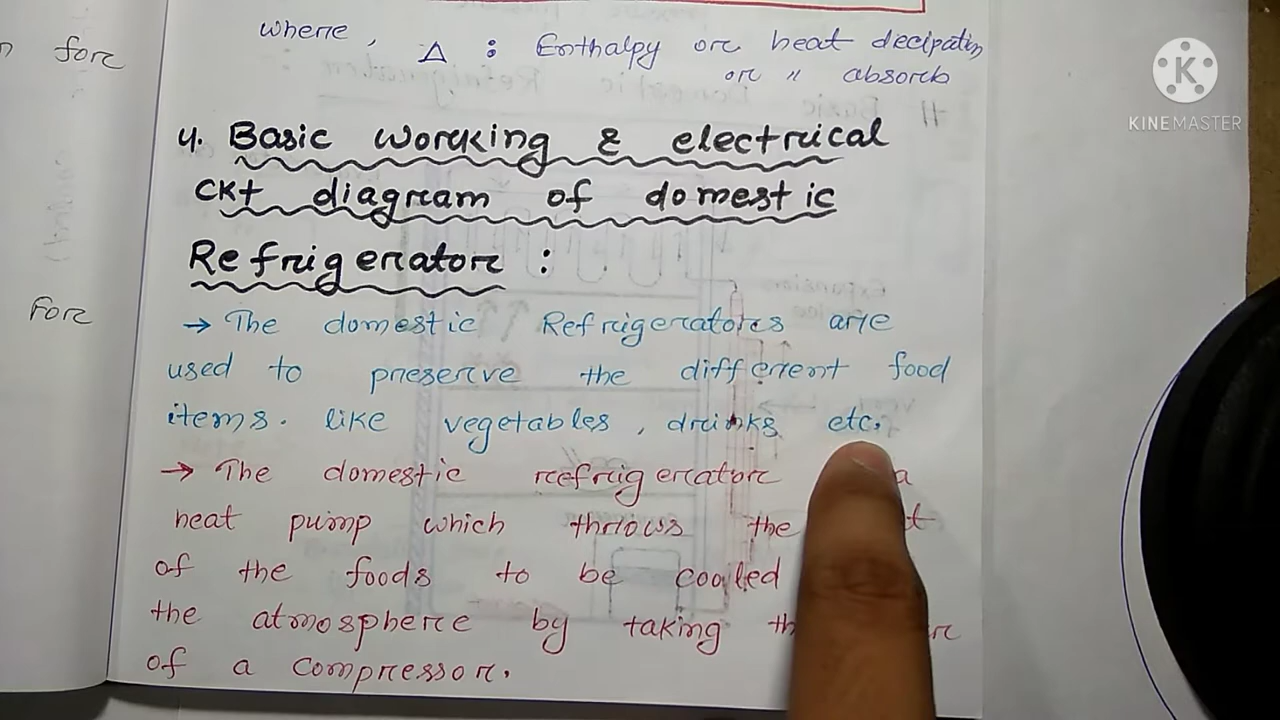 where, Δ : Enthalpy or heat decipation
or " absorb
n for
4. Basic working & electrical
CKt diagram of domestic
Refrigerator :
For
→ The domestic Refrigerators are
used to preserve the different food
items. like vegetables, drinks etc.
→ The domestic refrigerator a
heat pump which throws the t
of the foods to be cooled
the atmosphere by taking th r
of a compressor.
K
KINEMASTER